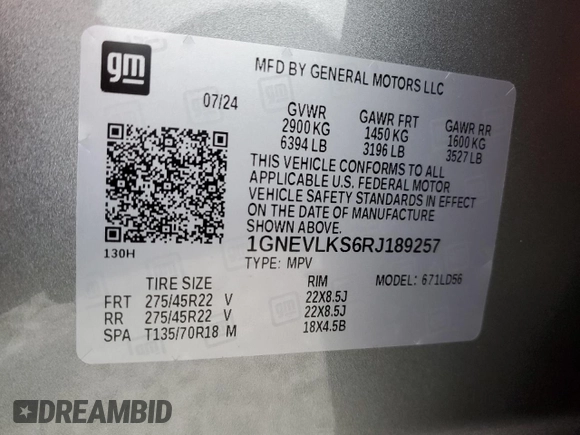 gm
MFD BY GENERAL MOTORS LLC
07/24 GVWR GAWR FRT GAWR RR
2900 KG 1450 KG 1600 KG
6394 LB 3196 LB 3527 LB
THIS VEHICLE CONFORMS TO ALL
APPLICABLE U.S. FEDERAL MOTOR
VEHICLE SAFETY STANDARDS IN EFFECT
ON THE DATE OF MANUFACTURE
SHOWN ABOVE.
130H 1GNEVLKS6RJ189257
TYPE: MPV MODEL: 671LD56
TIRE SIZE RIM
FRT 275/45R22 V 22X8.5J
RR 275/45R22 V 22X8.5J
SPA T135/70R18 M 18X4.5B
DREAMBID